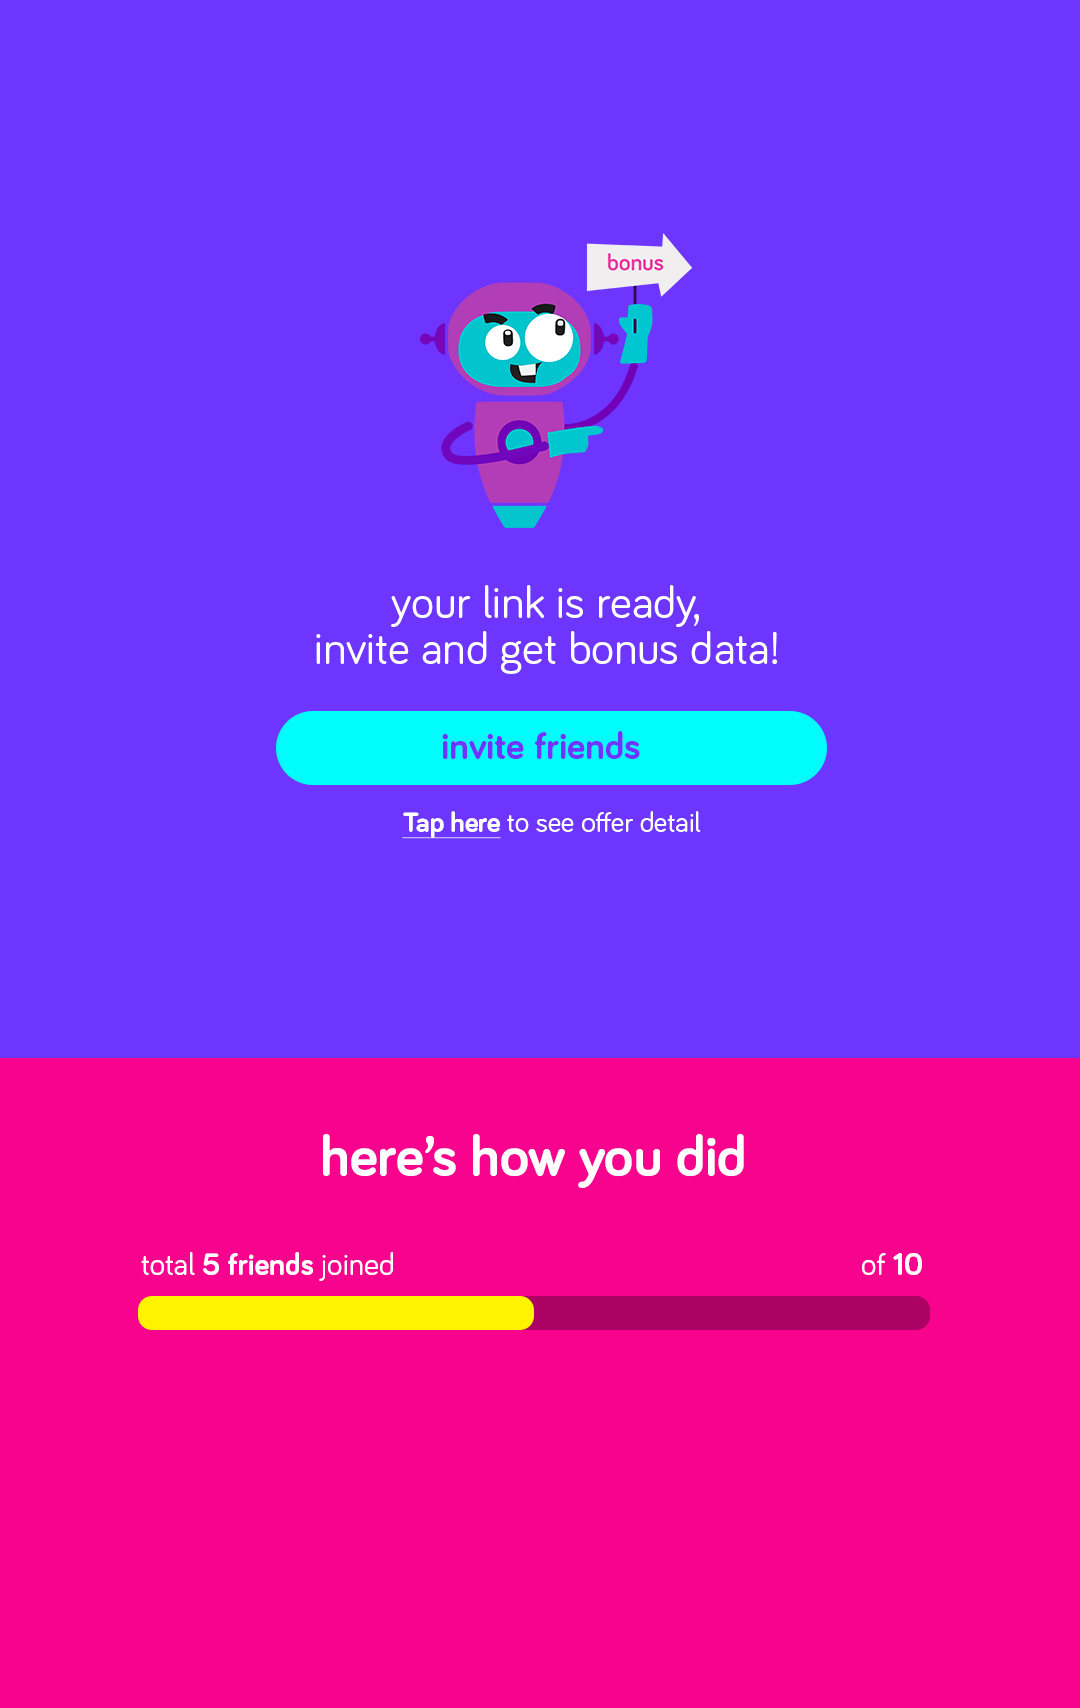 bonus
your link is ready,
invite and get bonus data!
invite friends
Tap here to see offer detail
here's how you did
total 5 friends joined
of 10